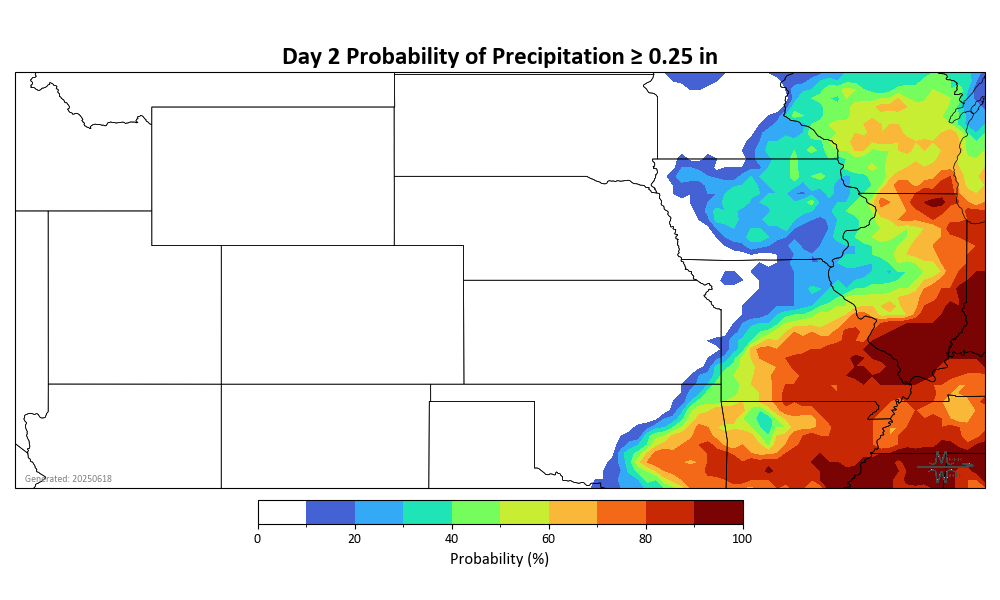 Day 2 Probability of Precipitation ≥ 0.25 in
Generated: 20250618
0 20 40 60 80 100
Probability (%)